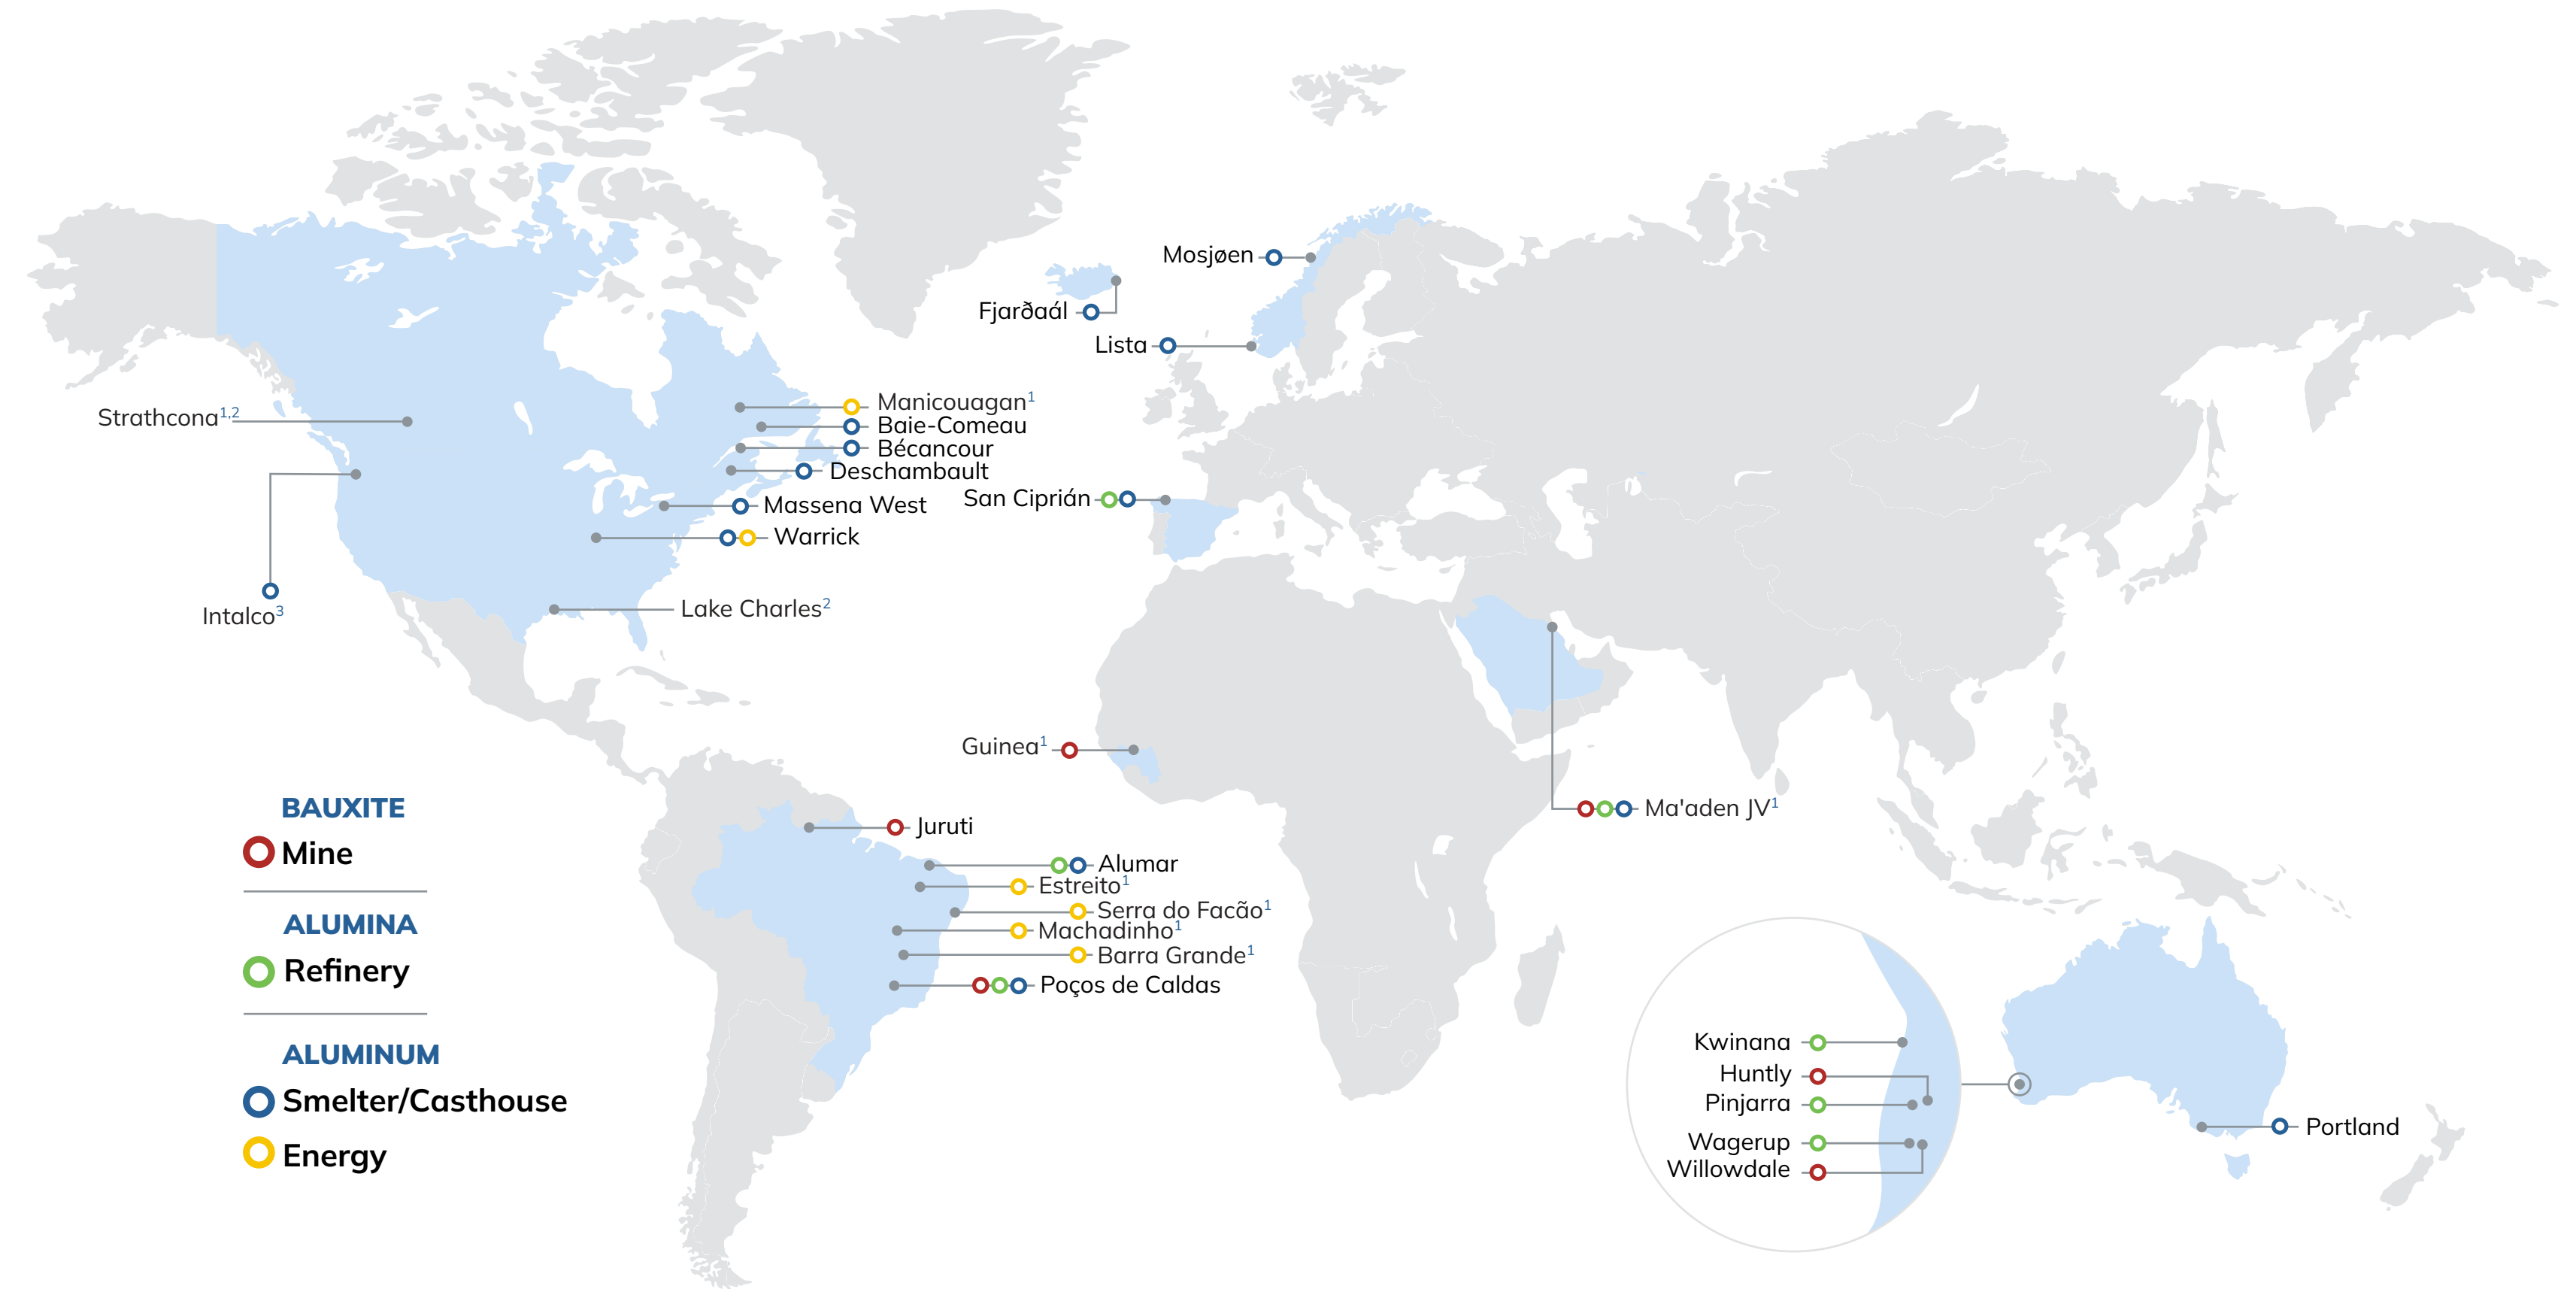 Mosjøen
Fjarðaál
Lista
Manicouagan1
Strathcona1,2
Baie-Comeau
Bécancour
Deschambault
Massena West
San Ciprián
Warrick
Intalco3
Lake Charles2
Guinea1
Ma'aden JV1
Juruti
Alumar
Estreito1
Serra do Facão1
Machadinho1
Barra Grande1
Poços de Caldas
BAUXITE
Mine
ALUMINA
Refinery
ALUMINUM
Smelter/Casthouse
Energy
Kwinana
Huntly
Pinjarra
Wagerup
Willowdale
Portland